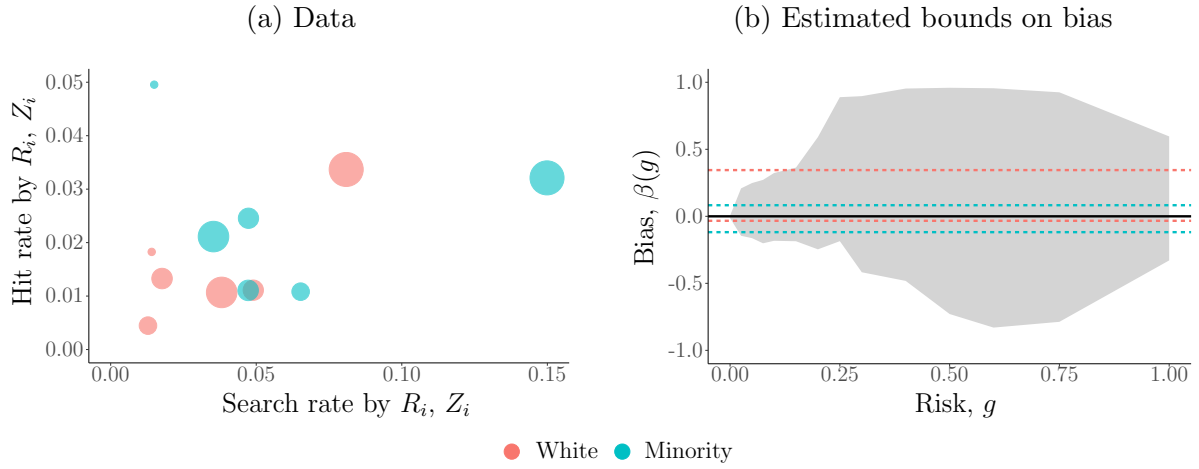 (a) Data
(b) Estimated bounds on bias
Hit rate by R_i, Z_i
0.05
0.04
0.03
0.02
0.01
0.00
0.00 0.05 0.10 0.15
Search rate by R_i, Z_i
Bias, β(g)
1.0
0.5
0.0
-0.5
-1.0
0.00 0.25 0.50 0.75 1.00
Risk, g
White Minority